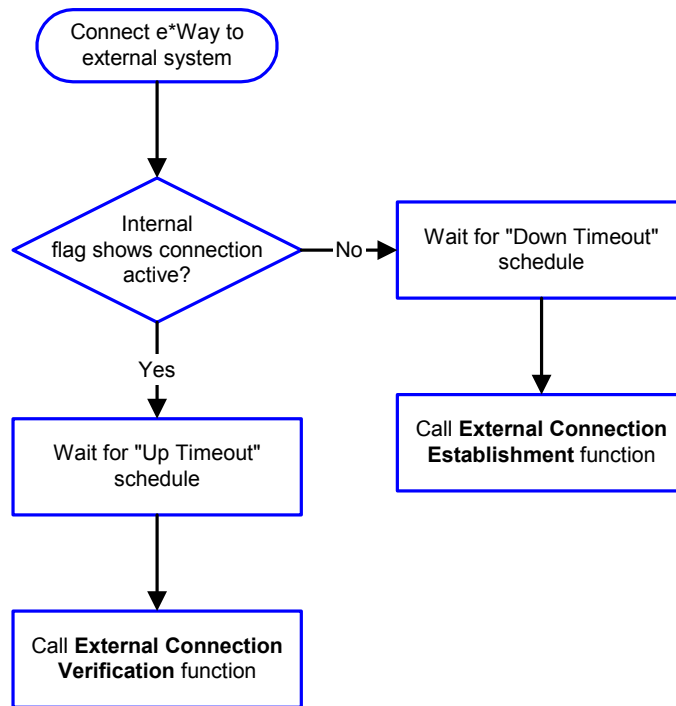 Connect e*Way to
external system
Internal
flag shows connection
active?
No
Wait for "Down Timeout"
schedule
Call External Connection
Establishment function
Yes
Wait for "Up Timeout"
schedule
Call External Connection
Verification function